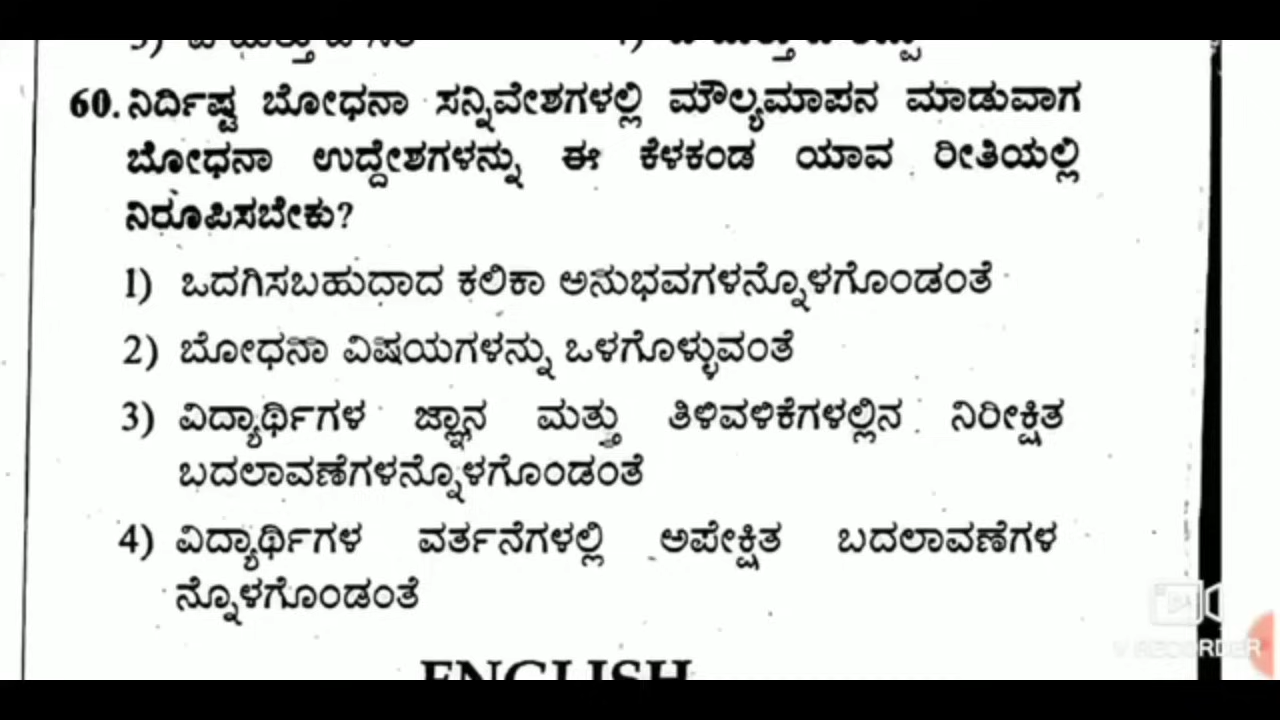 60. ನಿರ್ದಿಷ್ಟ ಬೋಧನಾ ಸನ್ನಿವೇಶಗಳಲ್ಲಿ ಮೌಲ್ಯಮಾಪನ ಮಾಡುವಾಗ
ಬೋಧನಾ ಉದ್ದೇಶಗಳನ್ನು ಈ ಕೆಳಕಂಡ ಯಾವ ರೀತಿಯಲ್ಲಿ
ನಿರೂಪಿಸಬೇಕು?
1) ಒದಗಿಸಬಹುದಾದ ಕಲಿಕಾ ಅನುಭವಗಳನ್ನೊಳಗೊಂಡಂತೆ
2) ಬೋಧನಾ ವಿಷಯಗಳನ್ನು ಒಳಗೊಳ್ಳುವಂತೆ
3) ವಿದ್ಯಾರ್ಥಿಗಳ ಜ್ಞಾನ ಮತ್ತು ತಿಳಿವಳಿಕೆಗಳಲ್ಲಿನ ನಿರೀಕ್ಷಿತ
ಬದಲಾವಣೆಗಳನ್ನೊಳಗೊಂಡಂತೆ
4) ವಿದ್ಯಾರ್ಥಿಗಳ ವರ್ತನೆಗಳಲ್ಲಿ ಅಪೇಕ್ಷಿತ ಬದಲಾವಣೆಗಳ
ನ್ನೊಳಗೊಂಡಂತೆ
V RECORDER
ENGLISH